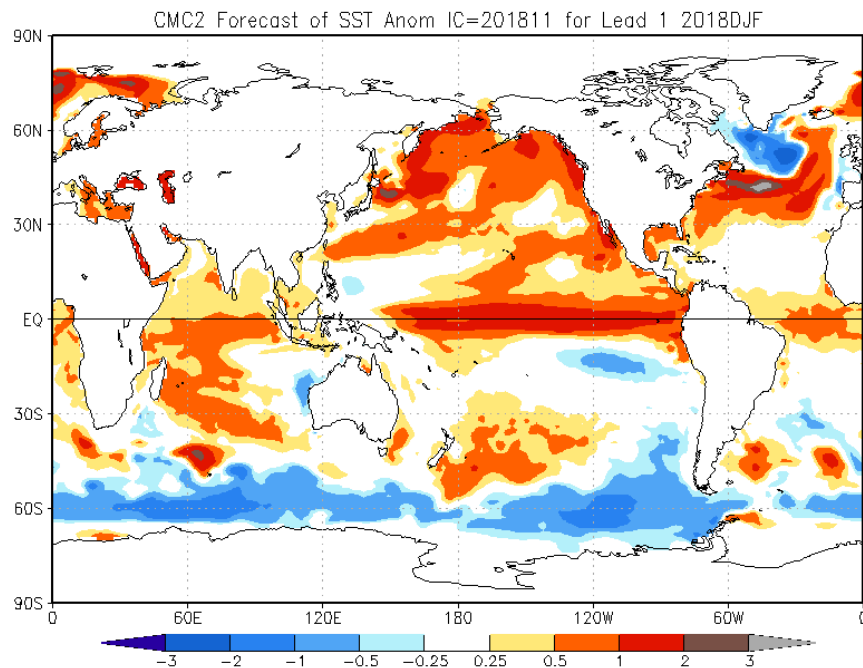 CMC2 Forecast of SST Anom IC=201811 for Lead 1 2018DJF
90N
60N
30N
EQ
30S
60S
90S
0 60E 120E 180 120W 60W 0
-3 -2 -1 -0.5 -0.25 0.25 0.5 1 2 3